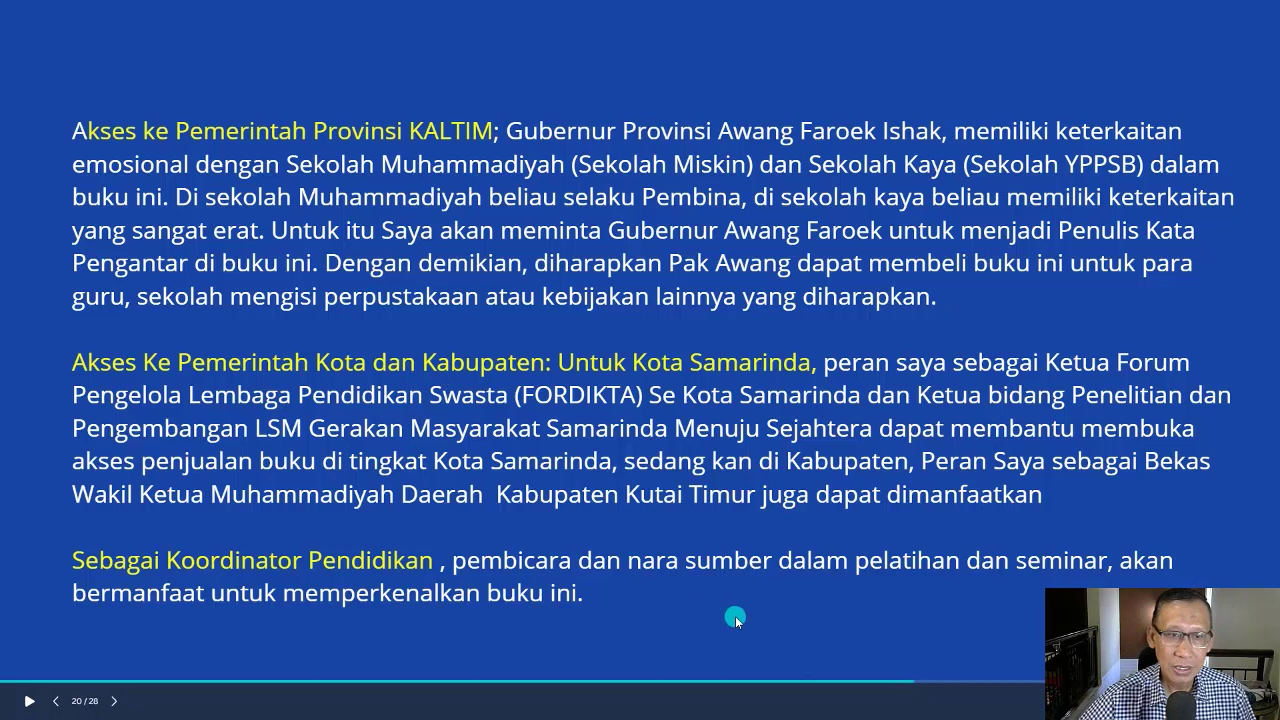 Akses ke Pemerintah Provinsi KALTIM; Gubernur Provinsi Awang Faroek Ishak, memiliki keterkaitan
emosional dengan Sekolah Muhammadiyah (Sekolah Miskin) dan Sekolah Kaya (Sekolah YPPSB) dalam
buku ini. Di sekolah Muhammadiyah beliau selaku Pembina, di sekolah kaya beliau memiliki keterkaitan
yang sangat erat. Untuk itu Saya akan meminta Gubernur Awang Faroek untuk menjadi Penulis Kata
Pengantar di buku ini. Dengan demikian, diharapkan Pak Awang dapat membeli buku ini untuk para
guru, sekolah mengisi perpustakaan atau kebijakan lainnya yang diharapkan.
Akses Ke Pemerintah Kota dan Kabupaten: Untuk Kota Samarinda, peran saya sebagai Ketua Forum
Pengelola Lembaga Pendidikan Swasta (FORDIKTA) Se Kota Samarinda dan Ketua bidang Penelitian dan
Pengembangan LSM Gerakan Masyarakat Samarinda Menuju Sejahtera dapat membantu membuka
akses penjualan buku di tingkat Kota Samarinda, sedang kan di Kabupaten, Peran Saya sebagai Bekas
Wakil Ketua Muhammadiyah Daerah  Kabupaten Kutai Timur juga dapat dimanfaatkan
Sebagai Koordinator Pendidikan , pembicara dan nara sumber dalam pelatihan dan seminar, akan
bermanfaat untuk memperkenalkan buku ini.
20 / 28